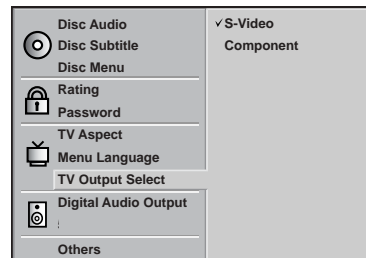 Disc Audio
Disc Subtitle
Disc Menu
Rating
Password
TV Aspect
Menu Language
TV Output Select
Digital Audio Output
Others
✓S-Video
Component